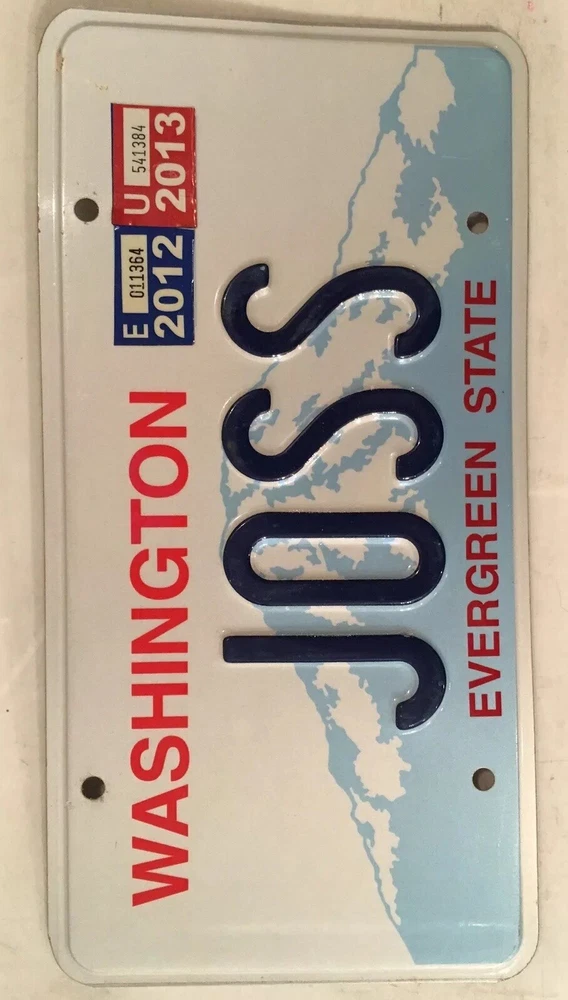 WASHINGTON
E 011364
2012
U 541384
2013
JOSS
EVERGREEN STATE